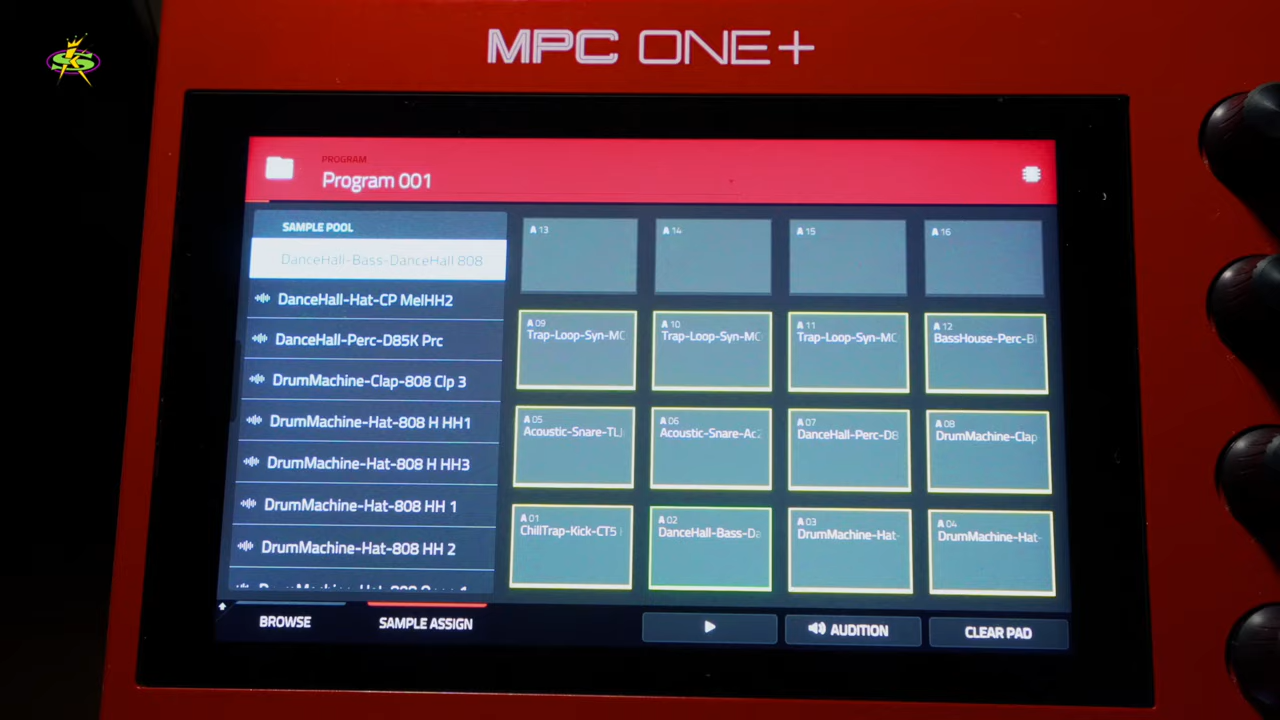 MPC ONE+
PROGRAM
Program 001
SAMPLE POOL
DanceHall-Bass-DanceHall 808
DanceHall-Hat-CP MelHH2
DanceHall-Perc-D85K Prc
DrumMachine-Clap-808 Clp 3
DrumMachine-Hat-808 H HH1
DrumMachine-Hat-808 H HH3
DrumMachine-Hat-808 HH 1
DrumMachine-Hat-808 HH 2
A 13
A 14
A 15
A 16
A 09
Trap-Loop-Syn-MC
A 10
Trap-Loop-Syn-MC
A 11
Trap-Loop-Syn-MC
A 12
BassHouse-Perc-B
A 05
Acoustic-Snare-TL
A 06
Acoustic-Snare-Ac
A 07
DanceHall-Perc-D8
A 08
DrumMachine-Clap
A 01
ChillTrap-Kick-CT5
A 02
DanceHall-Bass-Da
A 03
DrumMachine-Hat-
A 04
DrumMachine-Hat-
BROWSE
SAMPLE ASSIGN
AUDITION
CLEAR PAD